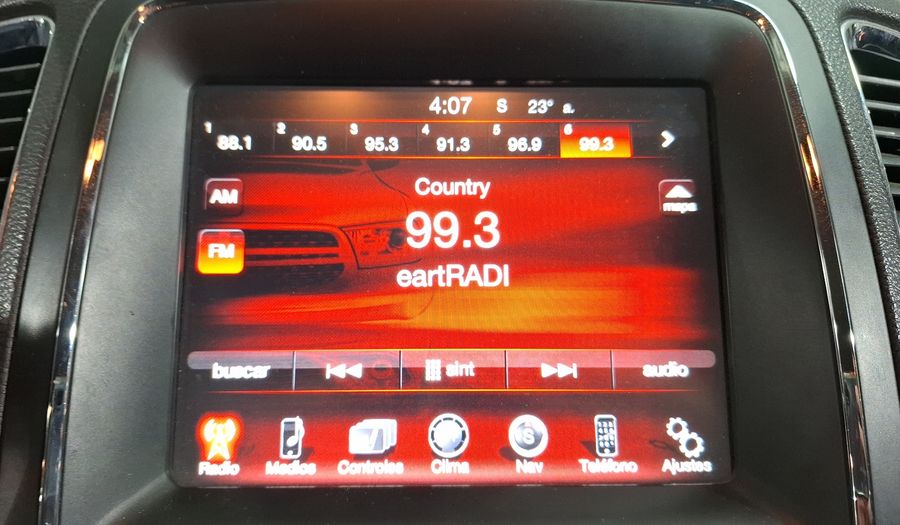 4:07 S 23° a.
1 88.1 2 90.5 3 95.3 4 91.3 5 96.9 6 99.3
AM Country mapa
99.3
FM
eartRADI
buscar sint audio
Radio Medios Controles Clima Nav Teléfono Ajustes